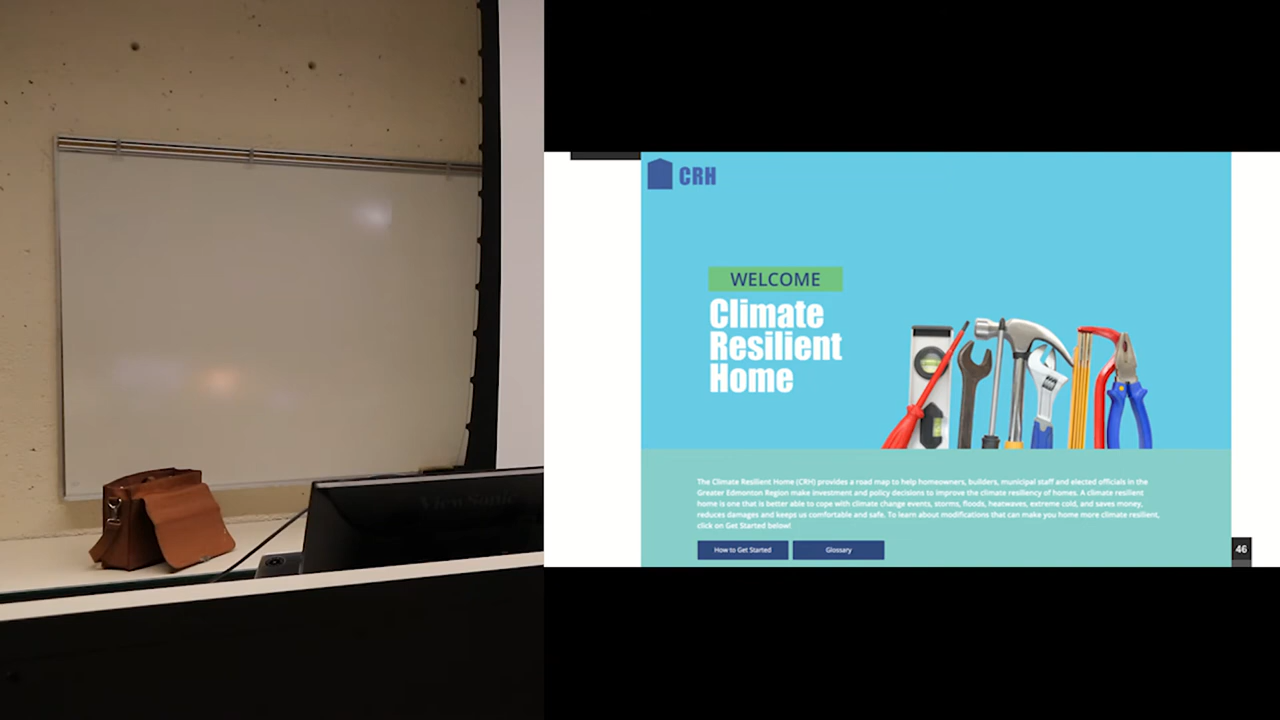 CRH
WELCOME
Climate
Resilient
Home
The Climate Resilient Home (CRH) provides a road map to help homeowners, builders, municipal staff and elected officials in the
Greater Edmonton Region make investment and policy decisions to improve the climate resiliency of homes. A climate resilient
home is one that is better able to cope with climate change events, storms, floods, heatwaves, extreme cold, and saves money,
reduces damages and keeps us comfortable and safe. To learn about modifications that can make you home more climate resilient,
click on Get Started below!
How to Get Started
Glossary
46
ViewSonic